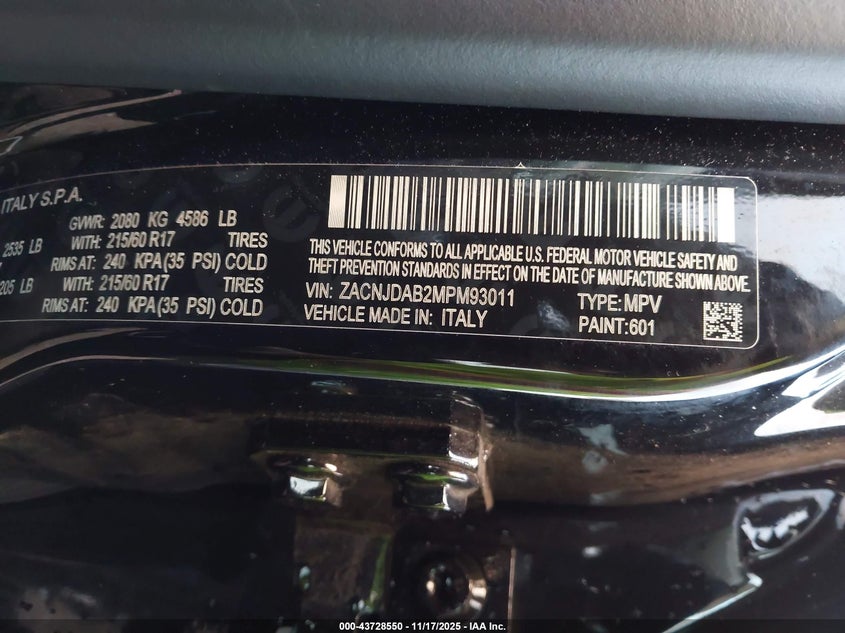 ITALY S.P.A.
GVWR: 2080 KG 4586 LB
2535 LB WITH: 215/60 R17 TIRES
RIMS AT: 240 KPA(35 PSI) COLD
205 LB WITH: 215/60 R17 TIRES
RIMS AT: 240 KPA(35 PSI) COLD
THIS VEHICLE CONFORMS TO ALL APPLICABLE U.S. FEDERAL MOTOR VEHICLE SAFETY AND
THEFT PREVENTION STANDARDS IN EFFECT ON THE DATE OF MANUFACTURE SHOWN ABOVE.
VIN: ZACNJDAB2MPM93011 TYPE: MPV
VEHICLE MADE IN: ITALY PAINT:601
000-43728550 - 11/17/2025 - IAA Inc.